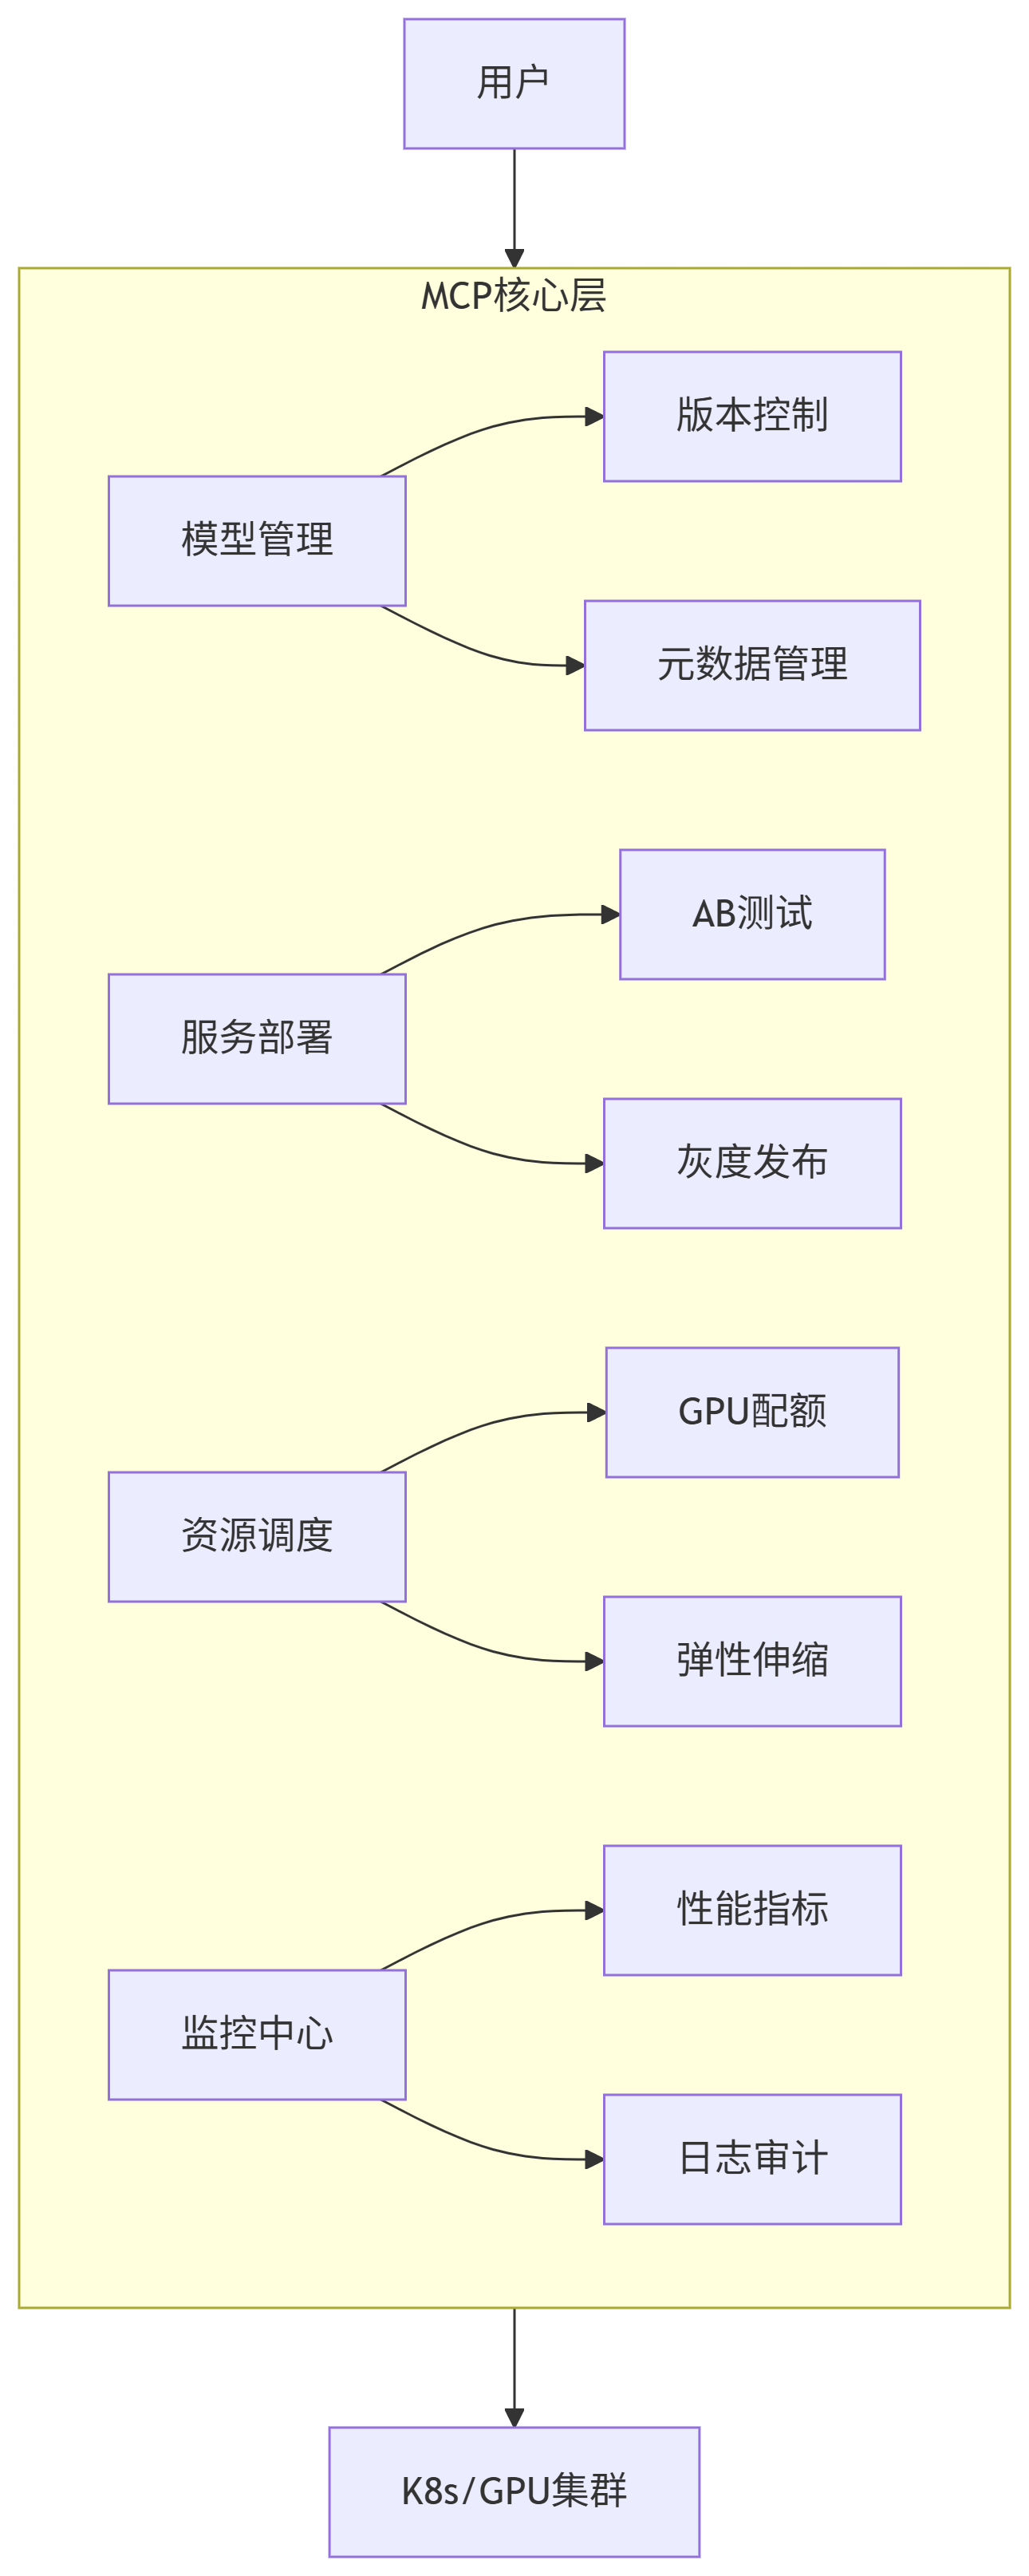 用户
MCP核心层
版本控制
模型管理
元数据管理
AB测试
服务部署
灰度发布
GPU配额
资源调度
弹性伸缩
性能指标
监控中心
日志审计
K8s/GPU集群